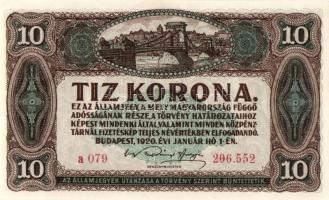 10 10
TIZ KORONA.
EZ AZ ÁLLAMJEGY, A MELY MAGYARORSZÁG FÜGGŐ
ADÓSSÁGÁNAK RÉSZE, A TÖRVÉNY HATÁROZATAIHOZ
KÉPEST MINDENKI ÁLTAL, VALAMINT MINDEN KÖZPÉNZ-
TÁRNÁL FIZETÉSKÉP TELJES NÉVÉRTÉKBEN ELFOGADANDÓ.
BUDAPEST, 1920. ÉVI JANUÁR HÓ 1-ÉN.
a 079 206.552
PÉNZÜGYMINISTER
10 10
AZ ÁLLAMJEGYEK UTÁNZÁSA A TÖRVÉNY SZERINT BÜNTETTETIK.